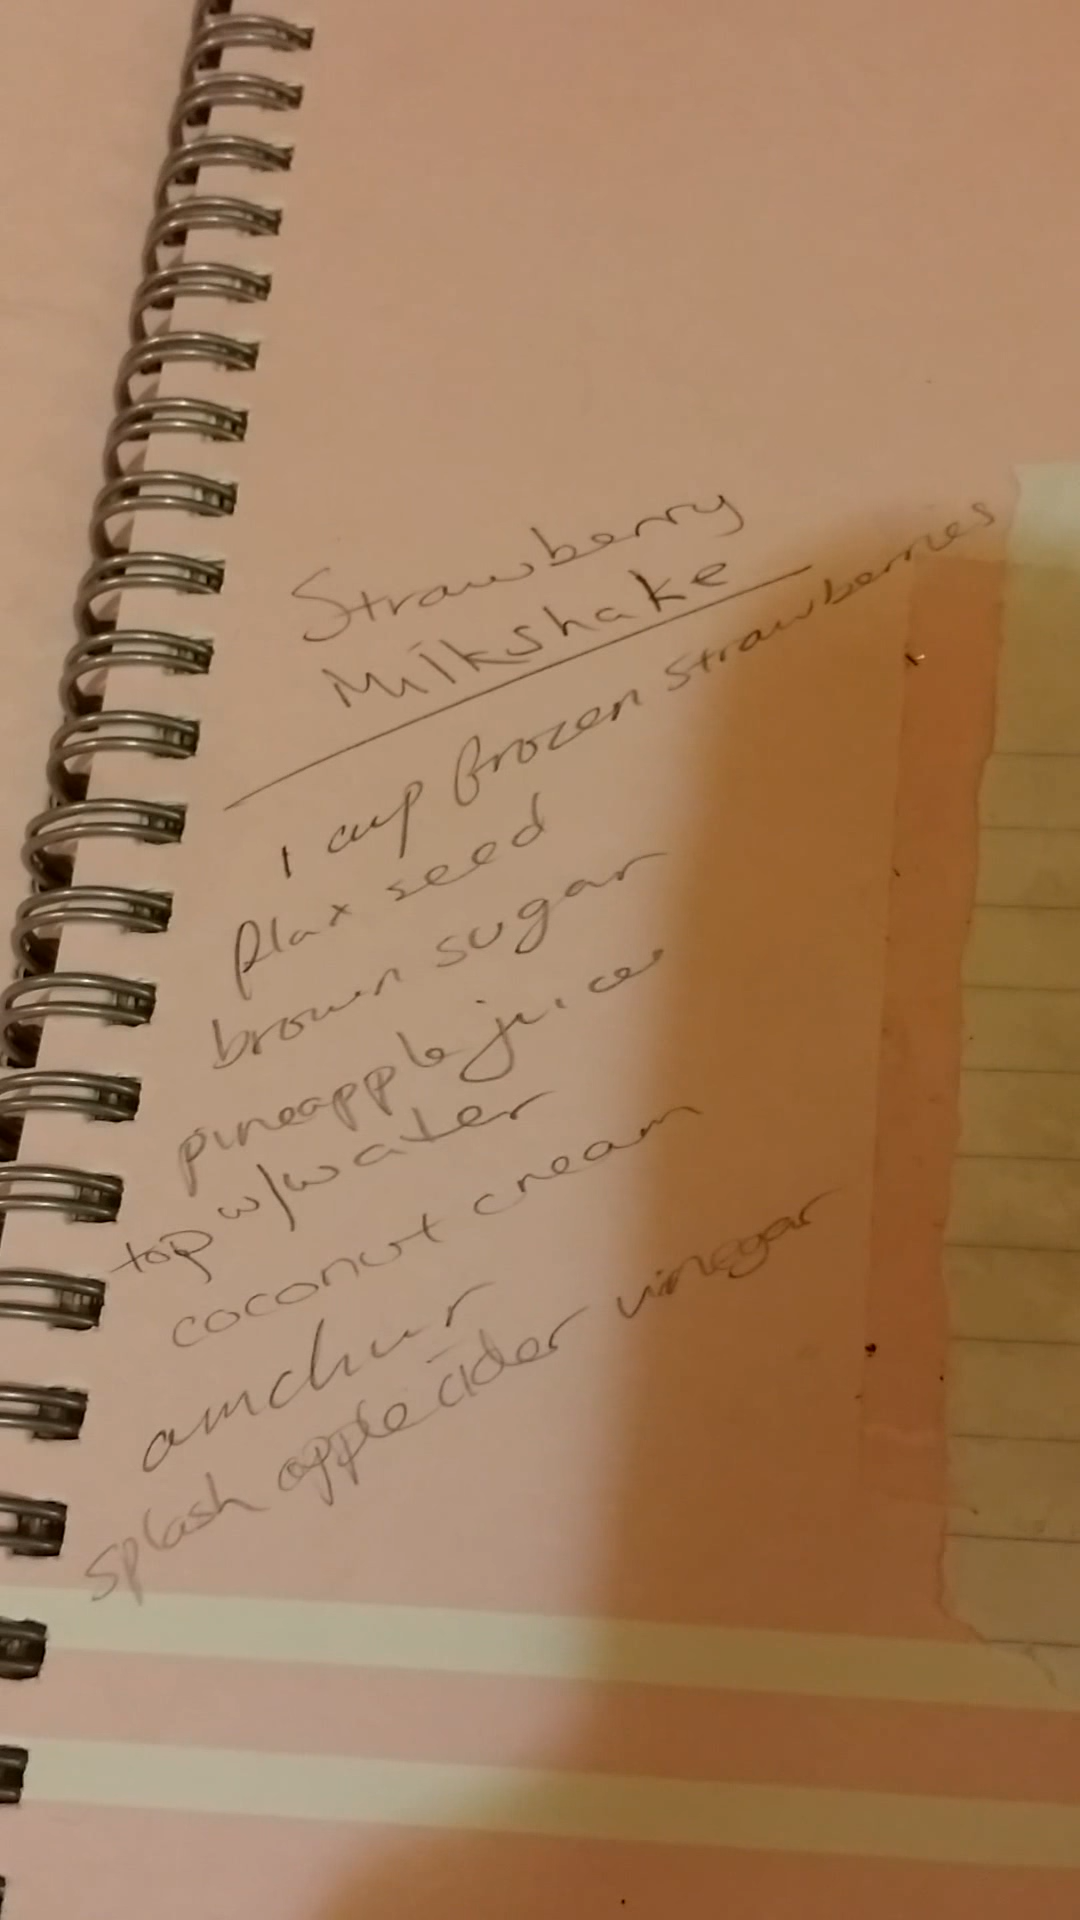 Strawberry
Milkshake
1 cup frozen strawberries
flax seed
brown sugar
pineapple juice
top w/water
coconut cream
amchur
splash apple cider vinegar